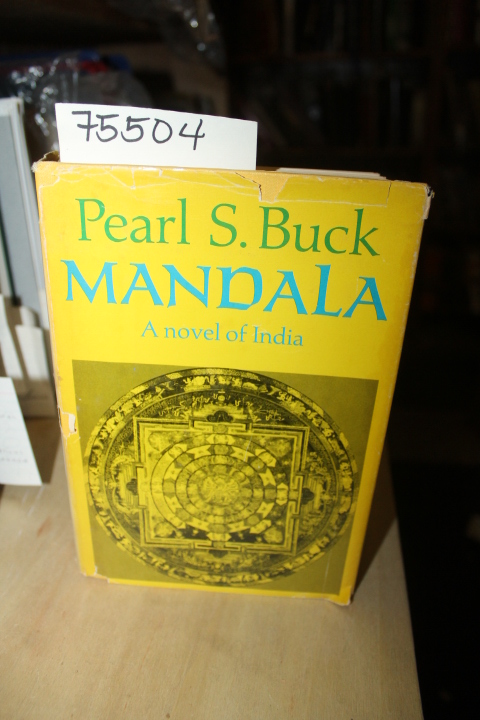 75504
Pearl S. Buck
MANDALA
A novel of India